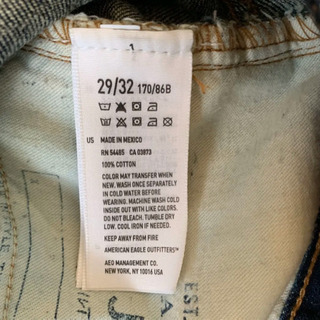 29/32 170/86B
US MADE IN MEXICO
RN 54485 CA 03873
100% COTTON
COLOR MAY TRANSFER WHEN
NEW. WASH ONCE SEPARATELY
IN COLD WATER BEFORE
WEARING. MACHINE WASH COLD
INSIDE OUT WITH LIKE COLORS.
DO NOT BLEACH. TUMBLE DRY
LOW. COOL IRON IF NEEDED.
KEEP AWAY FROM FIRE
AMERICAN EAGLE OUTFITTERS™
AEO MANAGEMENT CO.
NEW YORK, NY 10016 USA
EST.